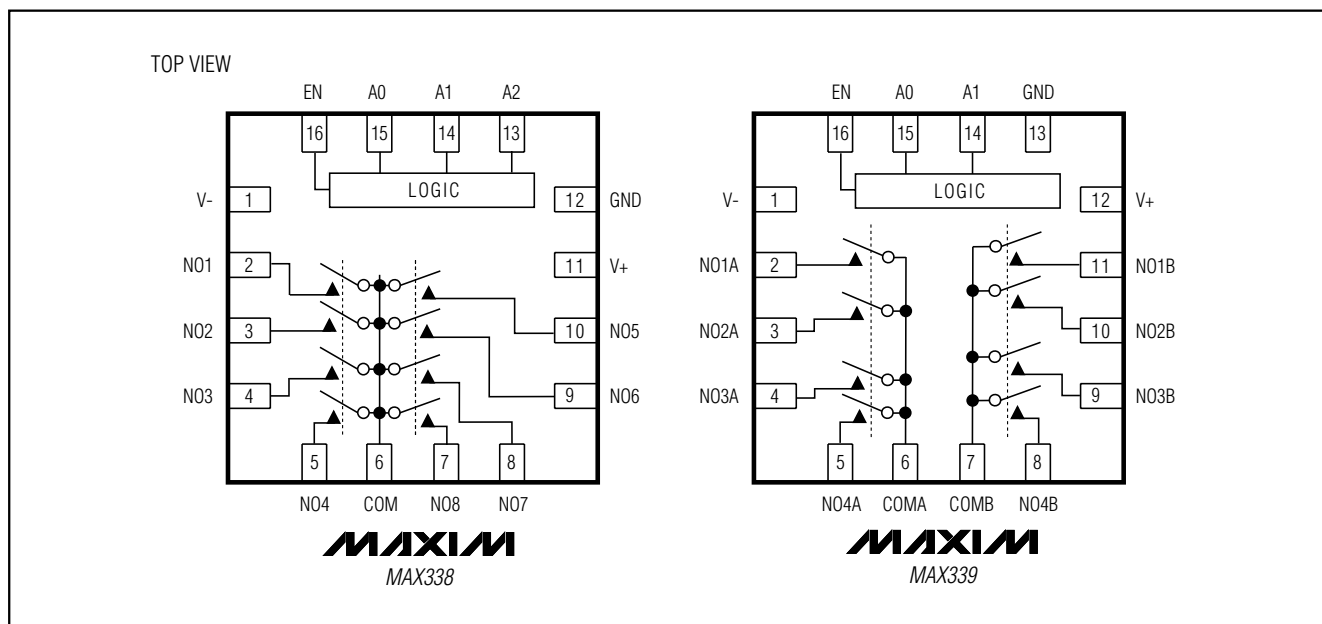 TOP VIEW
EN A0 A1 A2
16 15 14 13
LOGIC
V- 1 12 GND
NO1 2 11 V+
NO2 3 10 NO5
NO3 4 9 NO6
5 6 7 8
NO4 COM NO8 NO7
MAXIM
MAX338
EN A0 A1 GND
16 15 14 13
LOGIC
V- 1 12 V+
NO1A 2 11 NO1B
NO2A 3 10 NO2B
NO3A 4 9 NO3B
5 6 7 8
NO4A COMA COMB NO4B
MAXIM
MAX339